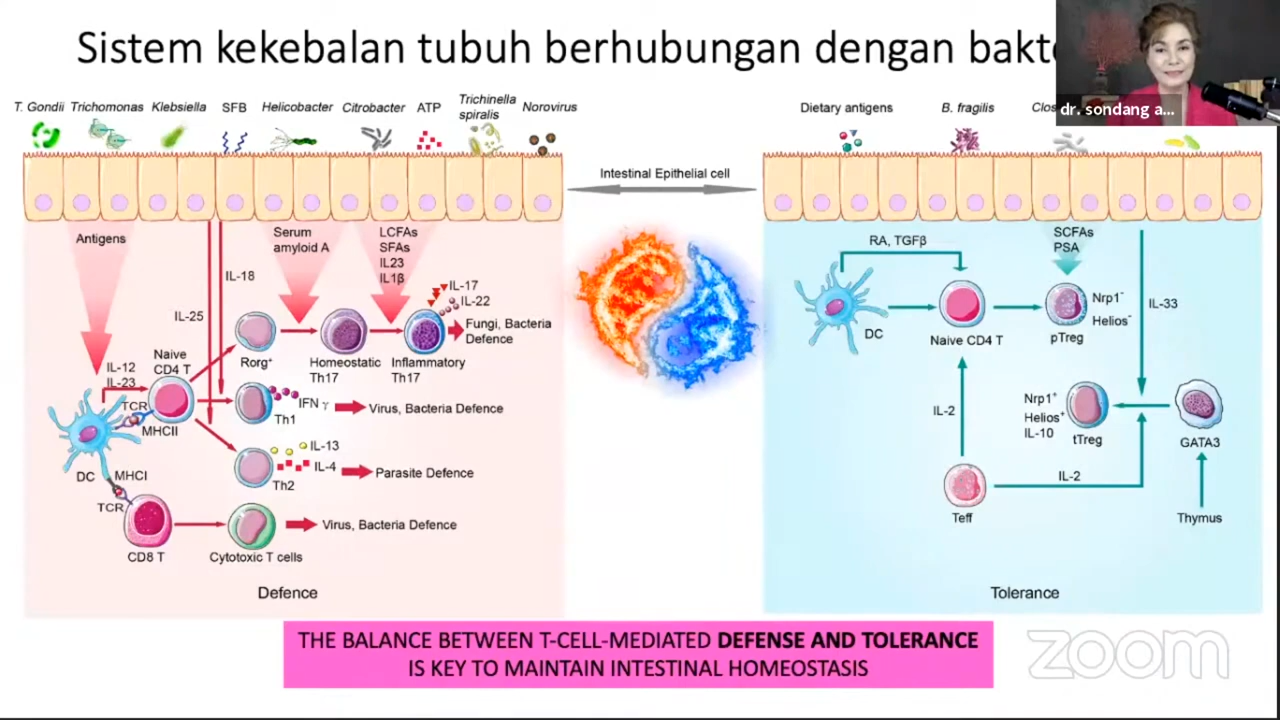 Sistem kekebalan tubuh berhubungan dengan
dr. sondang a...
T. Gondii
Trichomonas
Klebsiella
SFB
Helicobacter
Citrobacter
ATP
Trichinella
spiralis
Norovirus
Intestinal Epithelial cell
Dietary antigens
B. fragilis
Antigens
Serum
amyloid A
LCFAs
SFAs
IL23
IL1β
IL-18
IL-25
IL-17
IL-22
Fungi, Bacteria
Defence
Rorg⁺
Homeostatic
Th17
Inflammatory
Th17
IL-12
IL-23
Naive
CD4 T
TCR
MHCII
IFN γ
Th1
Virus, Bacteria Defence
IL-13
IL-4
Th2
Parasite Defence
DC
MHCI
TCR
CD8 T
Cytotoxic T cells
Virus, Bacteria Defence
Defence
RA, TGFβ
SCFAs
PSA
DC
Naive CD4 T
Nrp1⁻
Helios⁻
pTreg
IL-33
IL-2
Nrp1⁺
Helios⁺
IL-10
tTreg
GATA3
IL-2
Teff
Thymus
Tolerance
THE BALANCE BETWEEN T-CELL-MEDIATED DEFENSE AND TOLERANCE
IS KEY TO MAINTAIN INTESTINAL HOMEOSTASIS
zoom